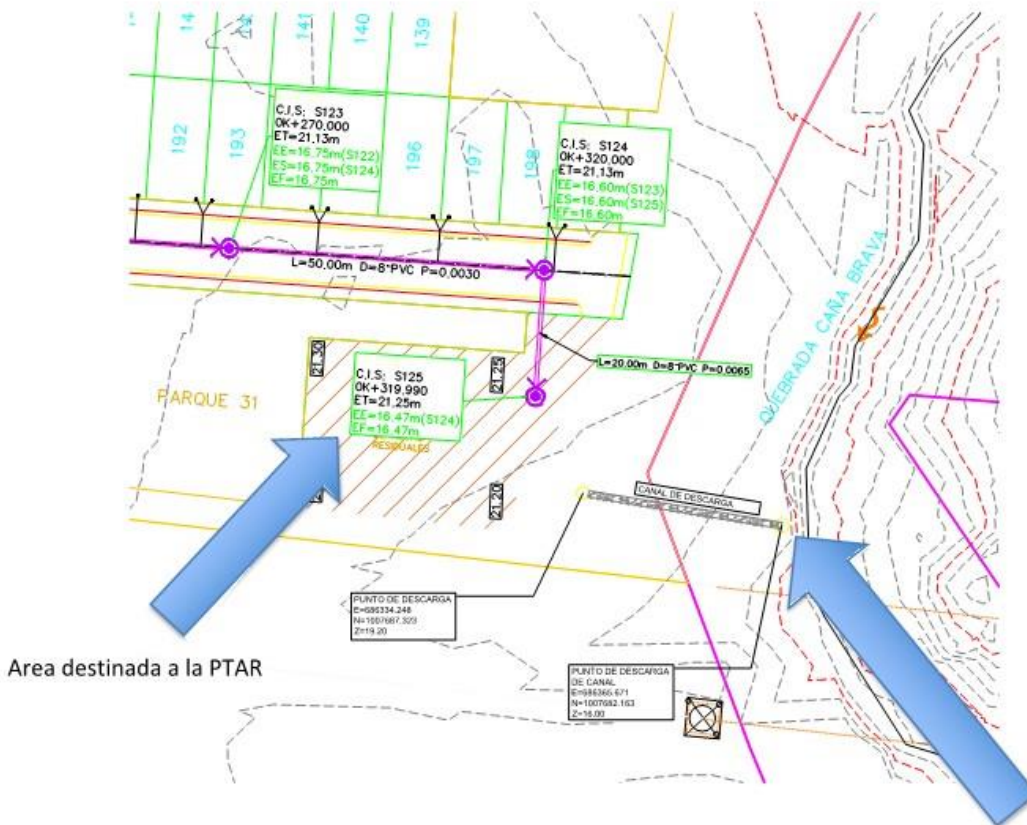 141
140
139
192
193
196
197
198
C.I.S: S123
0K+270,000
ET=21,13m
EE=16,75m(S122)
ES=16,75m(S124)
EF=16,75m
C.I.S: S124
0K+320,000
ET=21,13m
EE=16,60m(S123)
ES=16,60m(S125)
EF=16,60m
L=50,00m D=8"PVC P=0,0030
L=20,00m D=8"PVC P=0,0065
QUEBRADA CAÑA BRAVA
21.30
21.25
C.I.S: S125
0K+319,990
ET=21,25m
EE=16,47m(S124)
EF=16,47m
RESIDUALES
PARQUE 31
21.20
CANAL DE DESCARGA
PUNTO DE DESCARGA
E=686334.248
N=1007687.323
Z=19.20
PUNTO DE DESCARGA
DE CANAL
E=686365.671
N=1007682.163
Z=16.00
Area destinada a la PTAR